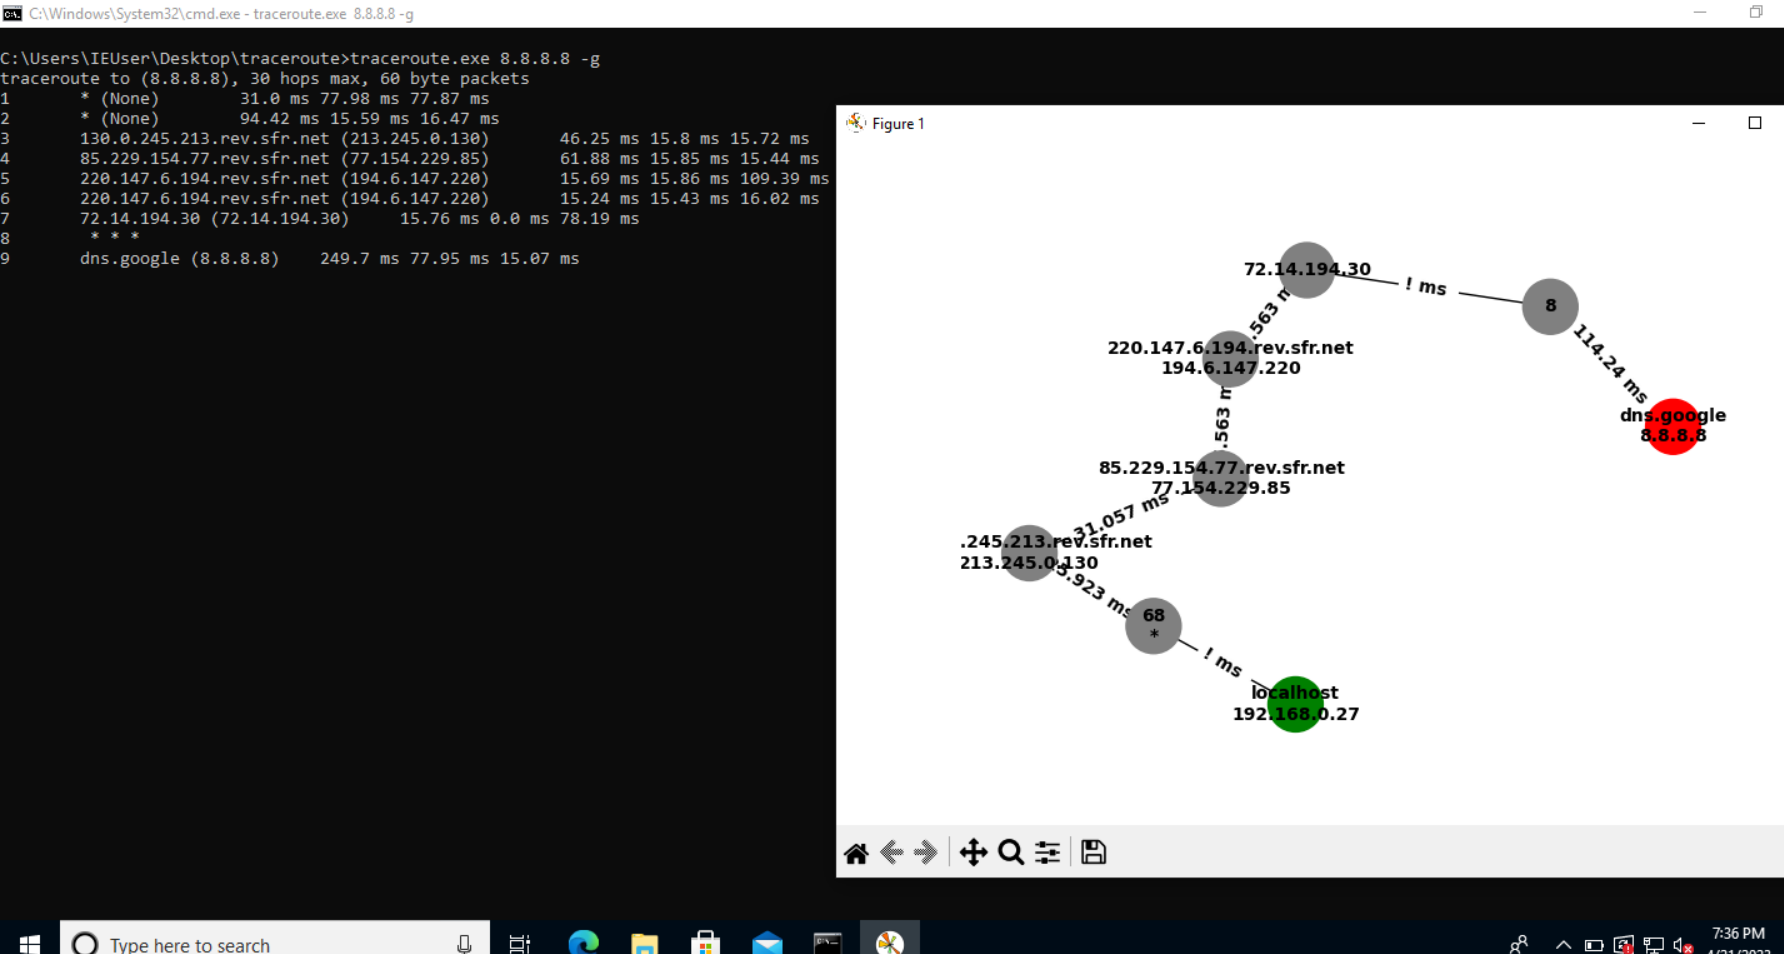 C:\Windows\System32\cmd.exe - traceroute.exe 8.8.8.8 -g
C:\Users\IEUser\Desktop\traceroute>traceroute.exe 8.8.8.8 -g
traceroute to (8.8.8.8), 30 hops max, 60 byte packets
1 * (None) 31.0 ms 77.98 ms 77.87 ms
2 * (None) 94.42 ms 15.59 ms 16.47 ms
3 130.0.245.213.rev.sfr.net (213.245.0.130) 46.25 ms 15.8 ms 15.72 ms
4 85.229.154.77.rev.sfr.net (77.154.229.85) 61.88 ms 15.85 ms 15.44 ms
5 220.147.6.194.rev.sfr.net (194.6.147.220) 15.69 ms 15.86 ms 109.39 ms
6 220.147.6.194.rev.sfr.net (194.6.147.220) 15.24 ms 15.43 ms 16.02 ms
7 72.14.194.30 (72.14.194.30) 15.76 ms 0.0 ms 78.19 ms
8 * * *
9 dns.google (8.8.8.8) 249.7 ms 77.95 ms 15.07 ms
Figure 1
72.14.194.30
! ms
8
.563 m
220.147.6.194.rev.sfr.net
194.6.147.220
114.24 ms
.563 m
dns.google
8.8.8.8
85.229.154.77.rev.sfr.net
77.154.229.85
31.057 ms
.245.213.rev.sfr.net
213.245.0.130
5.923 ms
68
*
! ms
localhost
192.168.0.27
Type here to search
7:36 PM